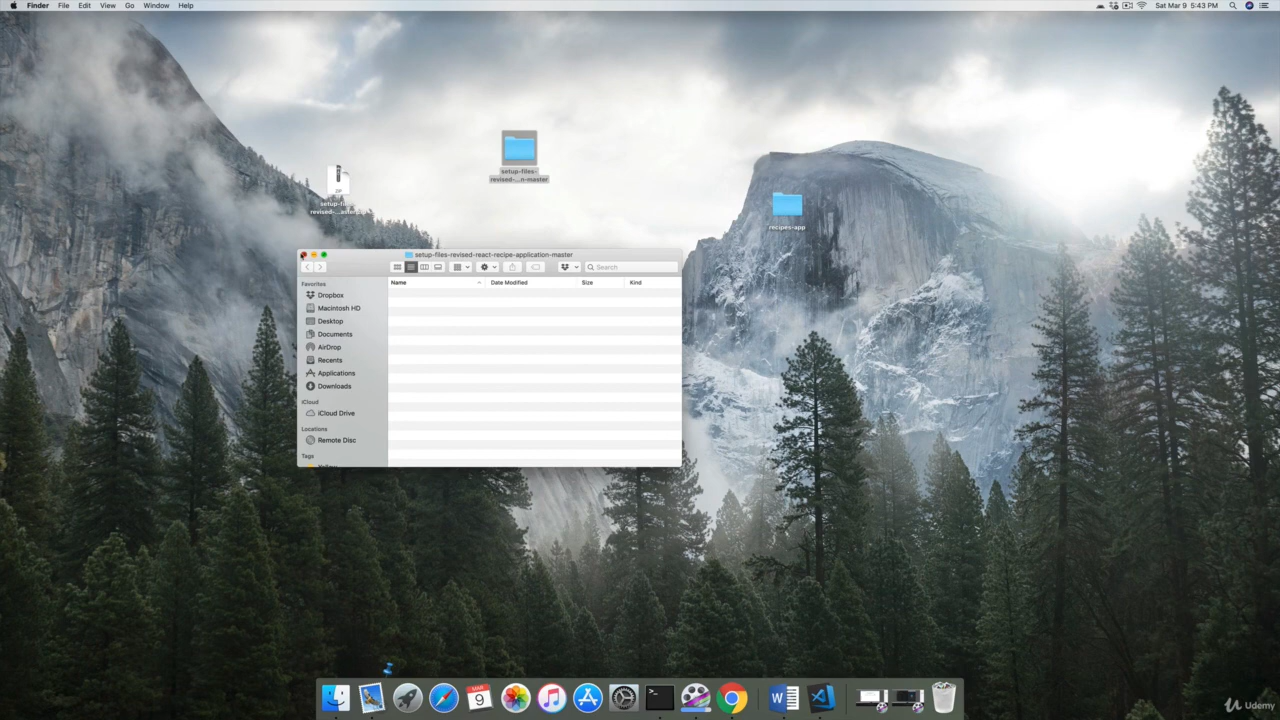 Finder File Edit View Go Window Help
Sat Mar 9 5:43 PM
setup-files-
revised-...n-master
ZIP
recipes-app
setup-files-revised-react-recipe-application-master
Search
Favorites
Dropbox
Macintosh HD
Desktop
Documents
AirDrop
Recents
Applications
Downloads
iCloud
iCloud Drive
Locations
Remote Disc
Tags
Name
Date Modified
Size
Kind
MAR
9
W
Udemy